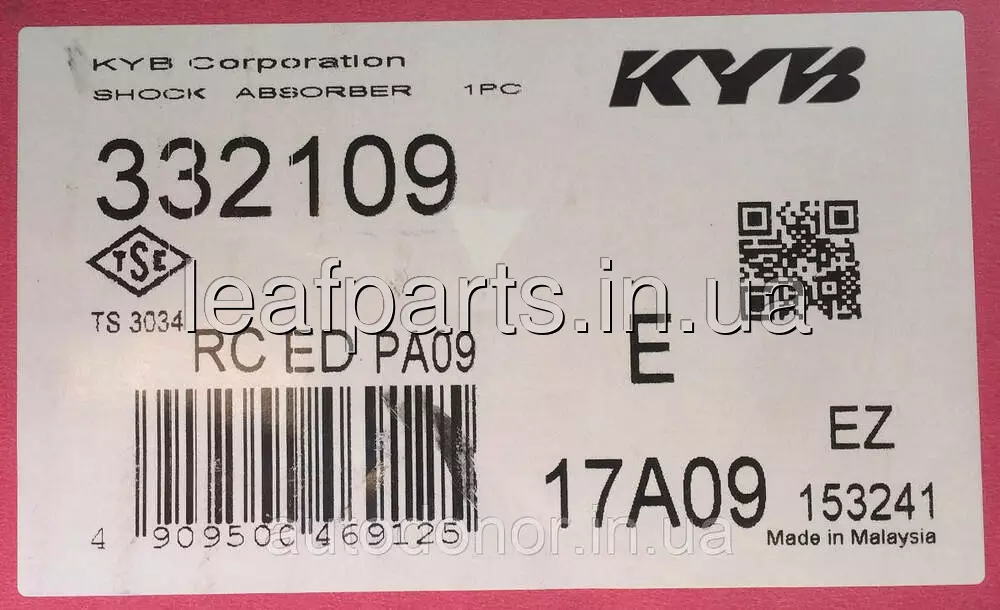 KYB Corporation
SHOCK ABSORBER 1PC
KYB
332109
TSE
TS 3034
leafparts.in.ua
RC ED PA09
E
EZ
17A09 153241
4 909500 469125
autodonor.in.ua
Made in Malaysia